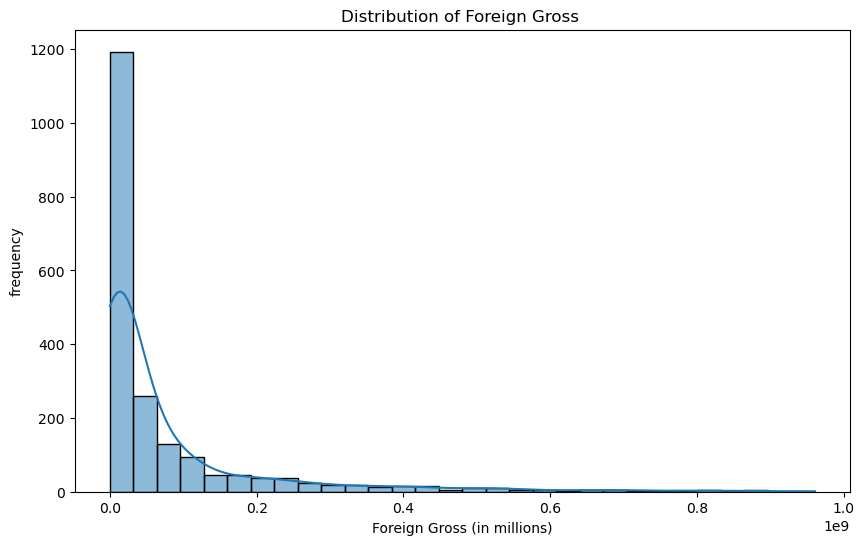 Distribution of Foreign Gross
1200
1000
800
600
400
200
0
frequency
0.0 0.2 0.4 0.6 0.8 1.0
1e9
Foreign Gross (in millions)